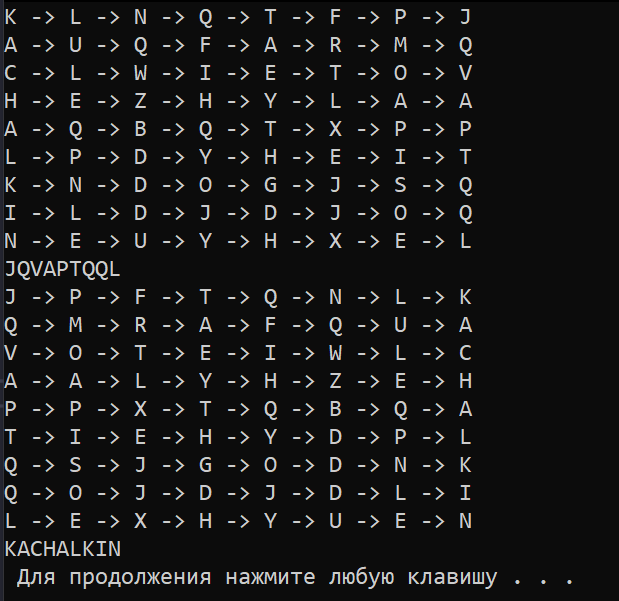 K -> L -> N -> Q -> T -> F -> P -> J
A -> U -> Q -> F -> A -> R -> M -> Q
C -> L -> W -> I -> E -> T -> O -> V
H -> E -> Z -> H -> Y -> L -> A -> A
A -> Q -> B -> Q -> T -> X -> P -> P
L -> P -> D -> Y -> H -> E -> I -> T
K -> N -> D -> O -> G -> J -> S -> Q
I -> L -> D -> J -> D -> J -> O -> Q
N -> E -> U -> Y -> H -> X -> E -> L
JQVAPTQQL
J -> P -> F -> T -> Q -> N -> L -> K
Q -> M -> R -> A -> F -> Q -> U -> A
V -> O -> T -> E -> I -> W -> L -> C
A -> A -> L -> Y -> H -> Z -> E -> H
P -> P -> X -> T -> Q -> B -> Q -> A
T -> I -> E -> H -> Y -> D -> P -> L
Q -> S -> J -> G -> O -> D -> N -> K
Q -> O -> J -> D -> J -> D -> L -> I
L -> E -> X -> H -> Y -> U -> E -> N
KACHALKIN
Для продолжения нажмите любую клавишу . . .